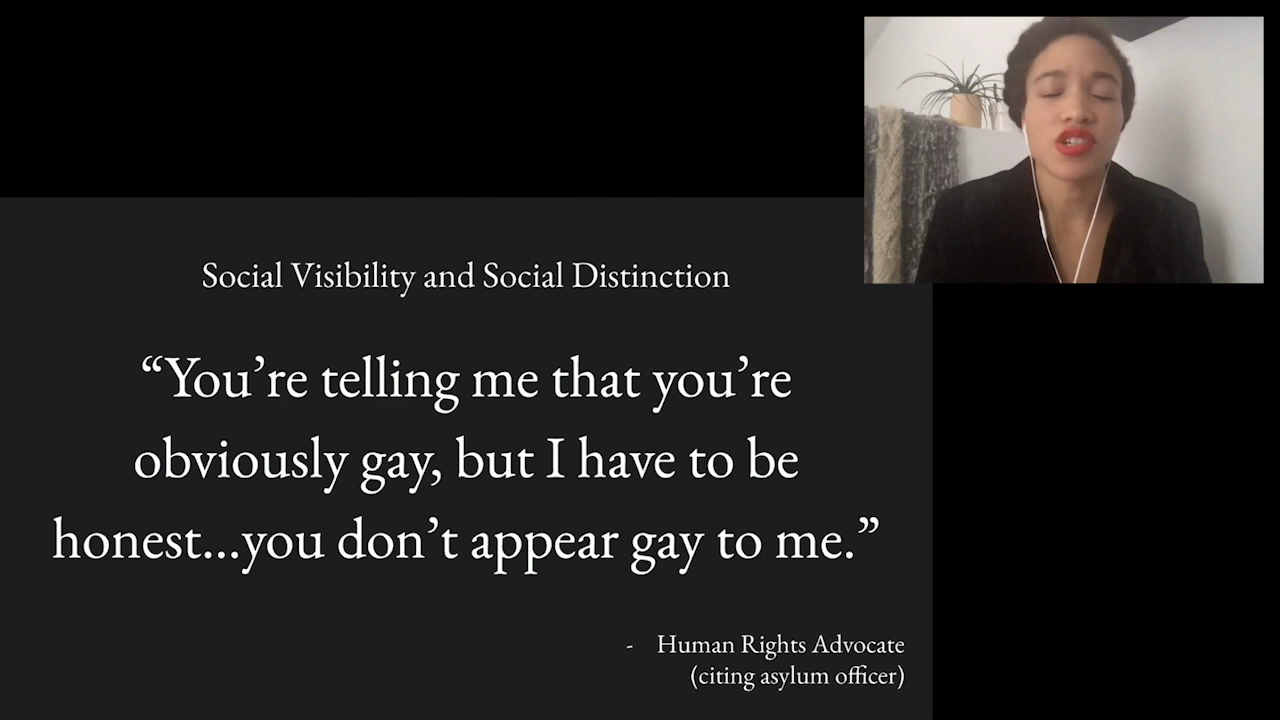 Social Visibility and Social Distinction
“You’re telling me that you’re
obviously gay, but I have to be
honest...you don’t appear gay to me.”
- Human Rights Advocate
(citing asylum officer)